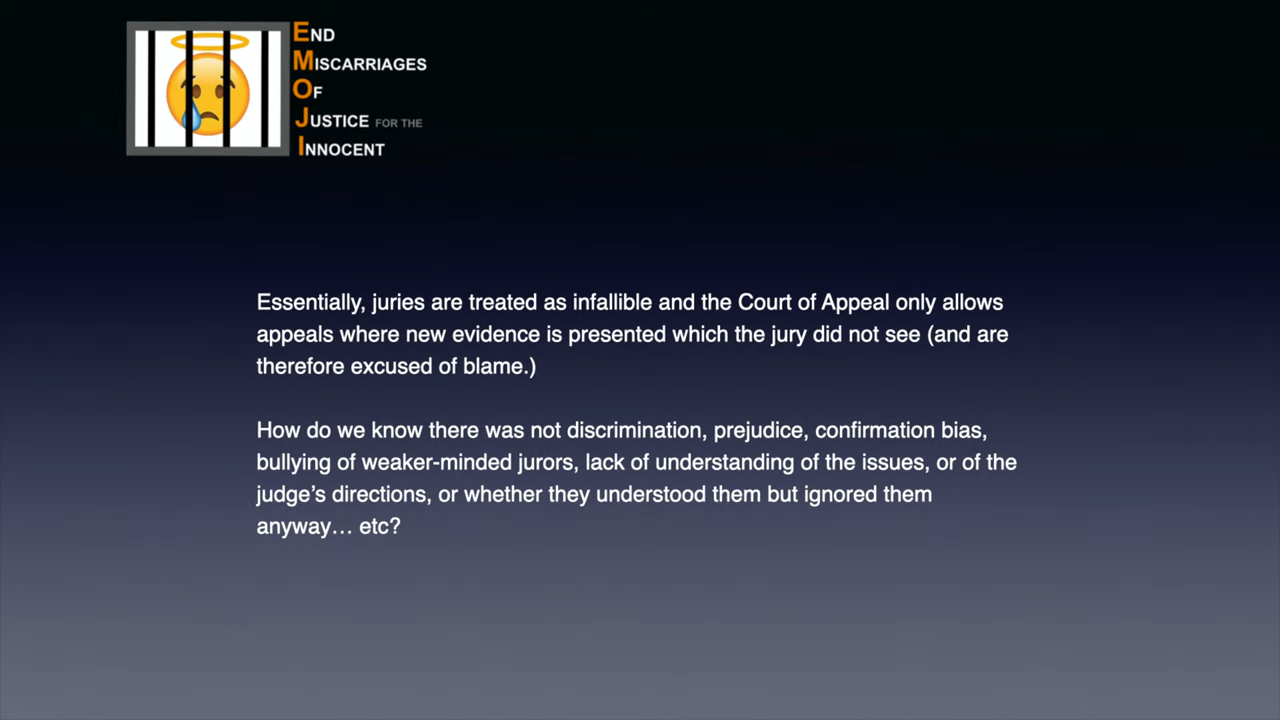 END
MISCARRIAGES
OF
JUSTICE FOR THE
INNOCENT
Essentially, juries are treated as infallible and the Court of Appeal only allows
appeals where new evidence is presented which the jury did not see (and are
therefore excused of blame.)
How do we know there was not discrimination, prejudice, confirmation bias,
bullying of weaker-minded jurors, lack of understanding of the issues, or of the
judge’s directions, or whether they understood them but ignored them
anyway… etc?